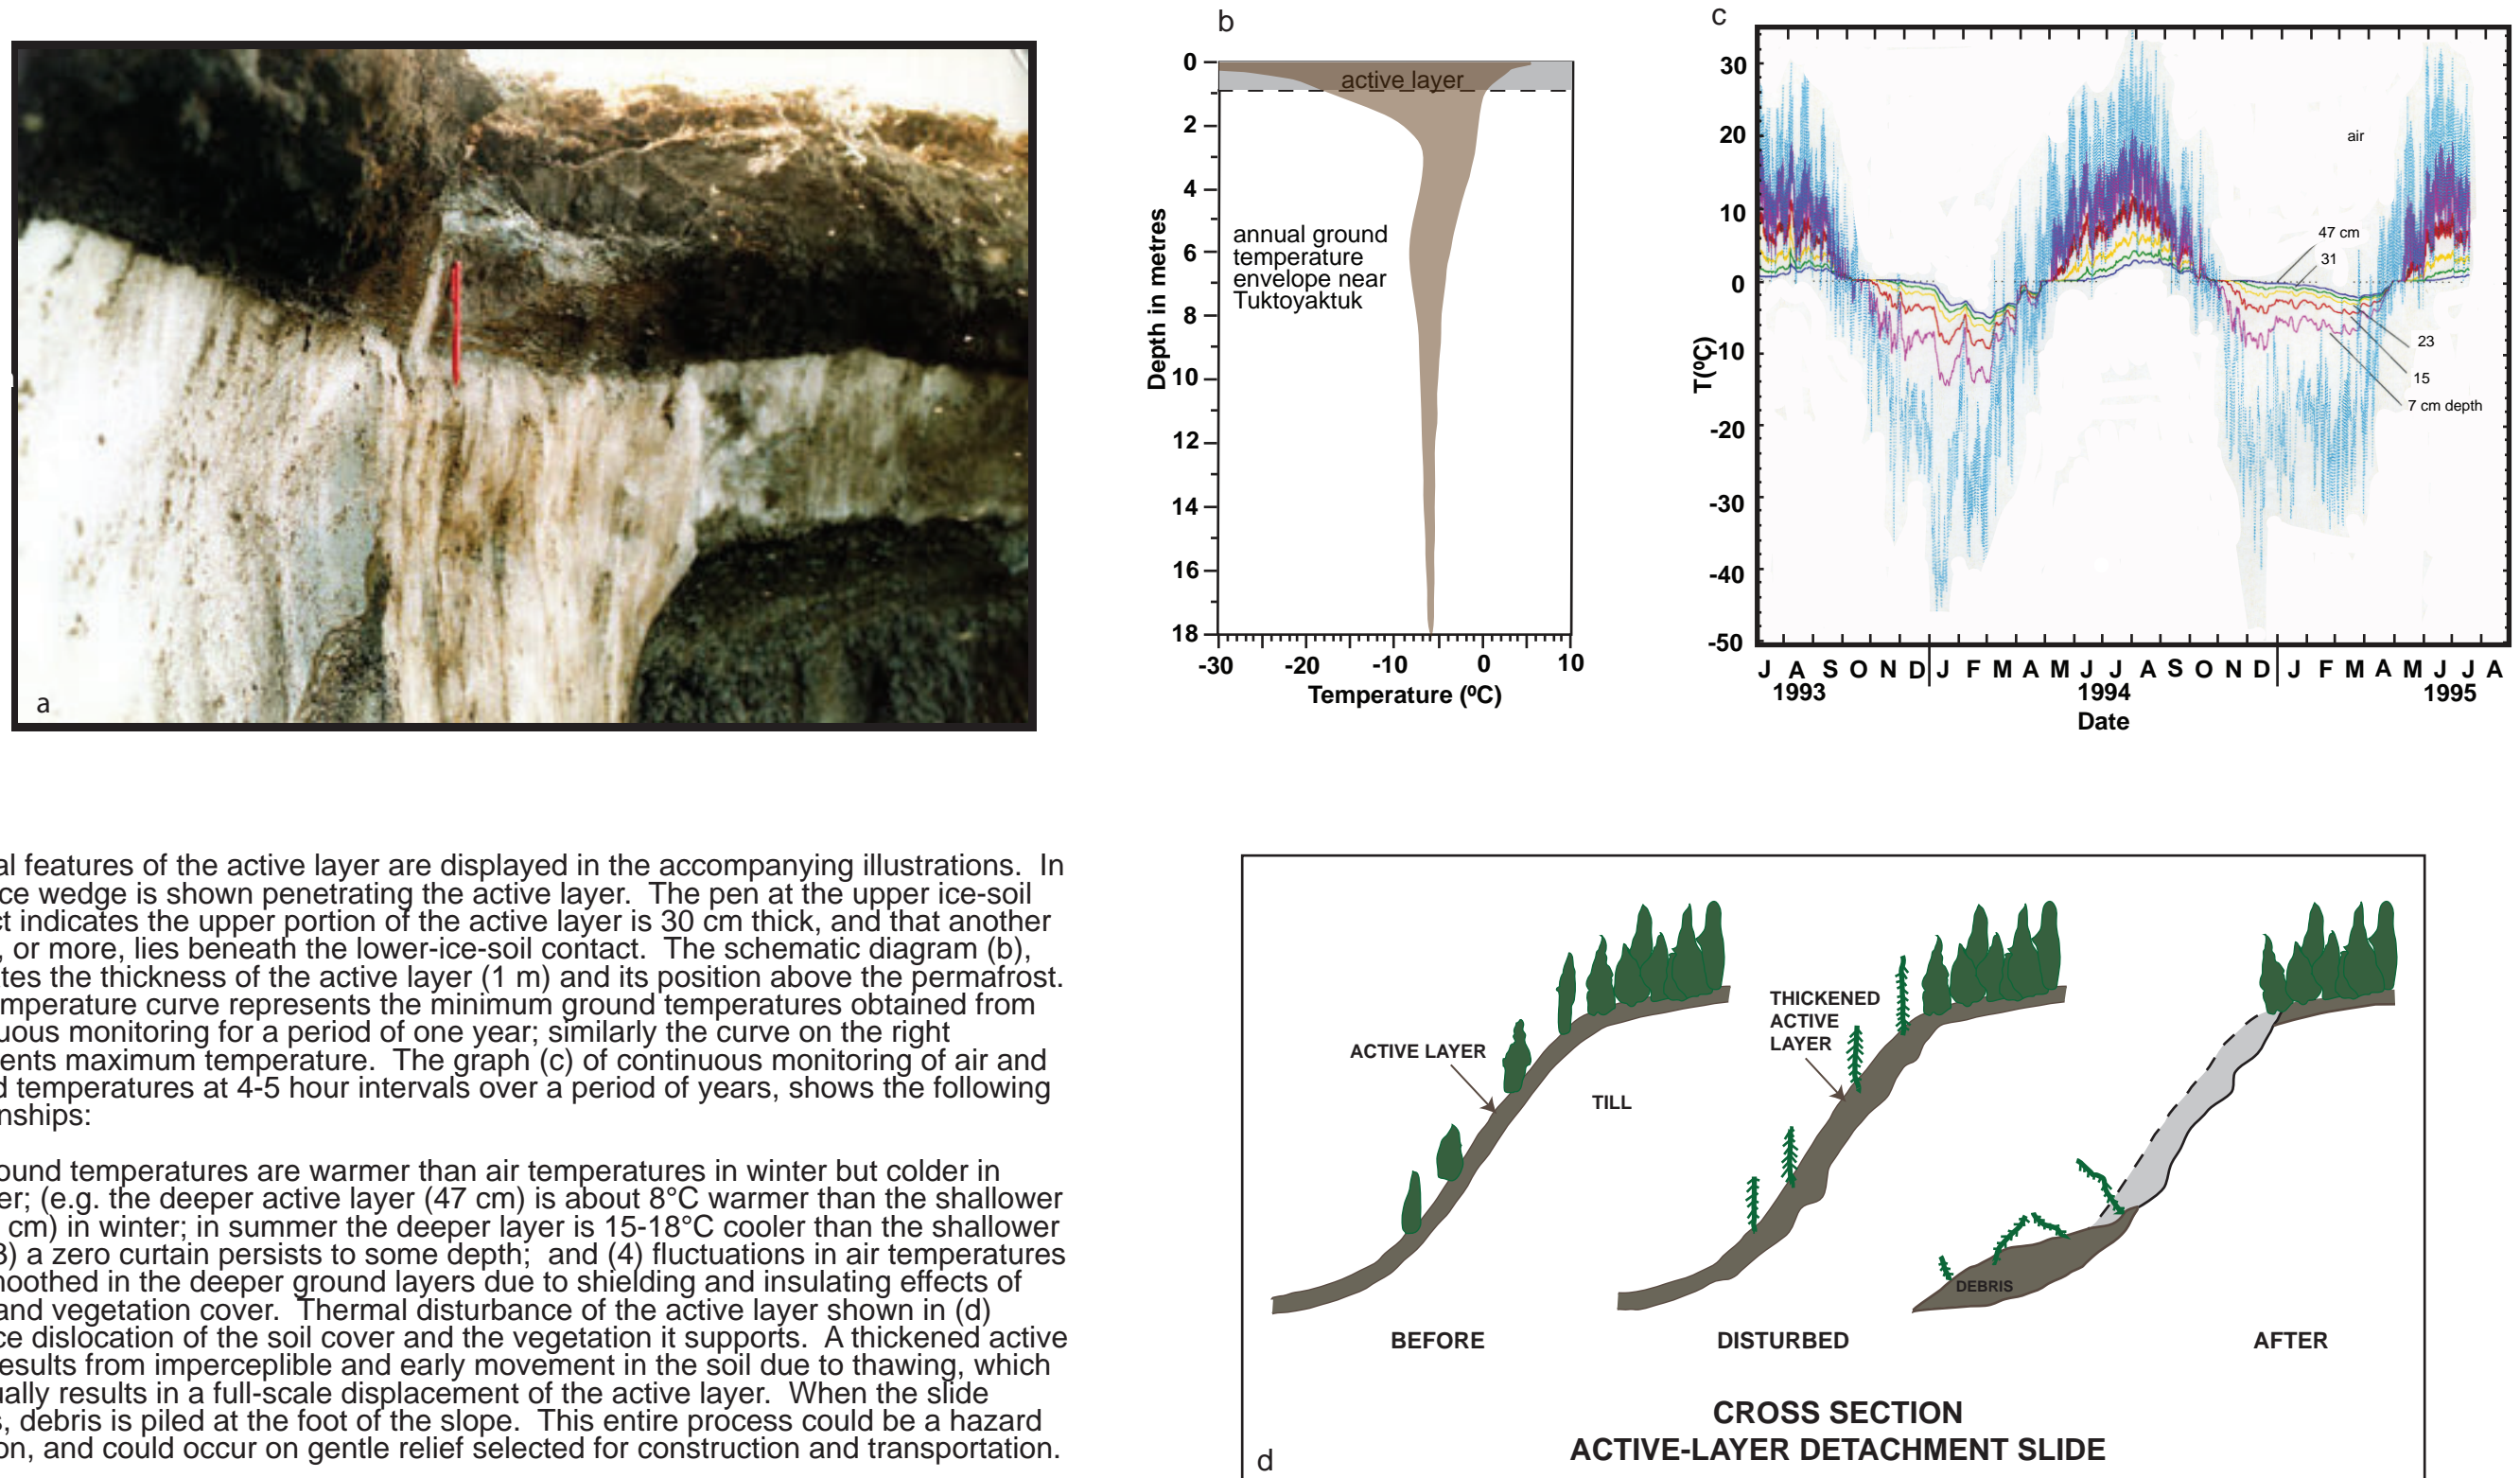 a
b
0
2
4
6
8
10
12
14
16
18
Depth in metres
active layer
annual ground
temperature
envelope near
Tuktoyaktuk
-30 -20 -10 0 10
Temperature (ºC)
c
30
20
10
0
-10
-20
-30
-40
-50
T(ºC)
air
47 cm
31
23
15
7 cm depth
J A S O N D J F M A M J J A S O N D J F M A M J J A
1993 1994 1995
Date
al features of the active layer are displayed in the accompanying illustrations. In
ce wedge is shown penetrating the active layer. The pen at the upper ice-soil
ct indicates the upper portion of the active layer is 30 cm thick, and that another
, or more, lies beneath the lower-ice-soil contact. The schematic diagram (b),
tes the thickness of the active layer (1 m) and its position above the permafrost.
mperature curve represents the minimum ground temperatures obtained from
uous monitoring for a period of one year; similarly the curve on the right
ents maximum temperature. The graph (c) of continuous monitoring of air and
d temperatures at 4-5 hour intervals over a period of years, shows the following
nships:
ound temperatures are warmer than air temperatures in winter but colder in
er; (e.g. the deeper active layer (47 cm) is about 8°C warmer than the shallower
cm) in winter; in summer the deeper layer is 15-18°C cooler than the shallower
3) a zero curtain persists to some depth; and (4) fluctuations in air temperatures
moothed in the deeper ground layers due to shielding and insulating effects of
and vegetation cover. Thermal disturbance of the active layer shown in (d)
ce dislocation of the soil cover and the vegetation it supports. A thickened active
esults from imperceplible and early movement in the soil due to thawing, which
ually results in a full-scale displacement of the active layer. When the slide
s, debris is piled at the foot of the slope. This entire process could be a hazard
on, and could occur on gentle relief selected for construction and transportation.
ACTIVE LAYER
TILL
THICKENED
ACTIVE
LAYER
DEBRIS
BEFORE
DISTURBED
AFTER
CROSS SECTION
ACTIVE-LAYER DETACHMENT SLIDE
d